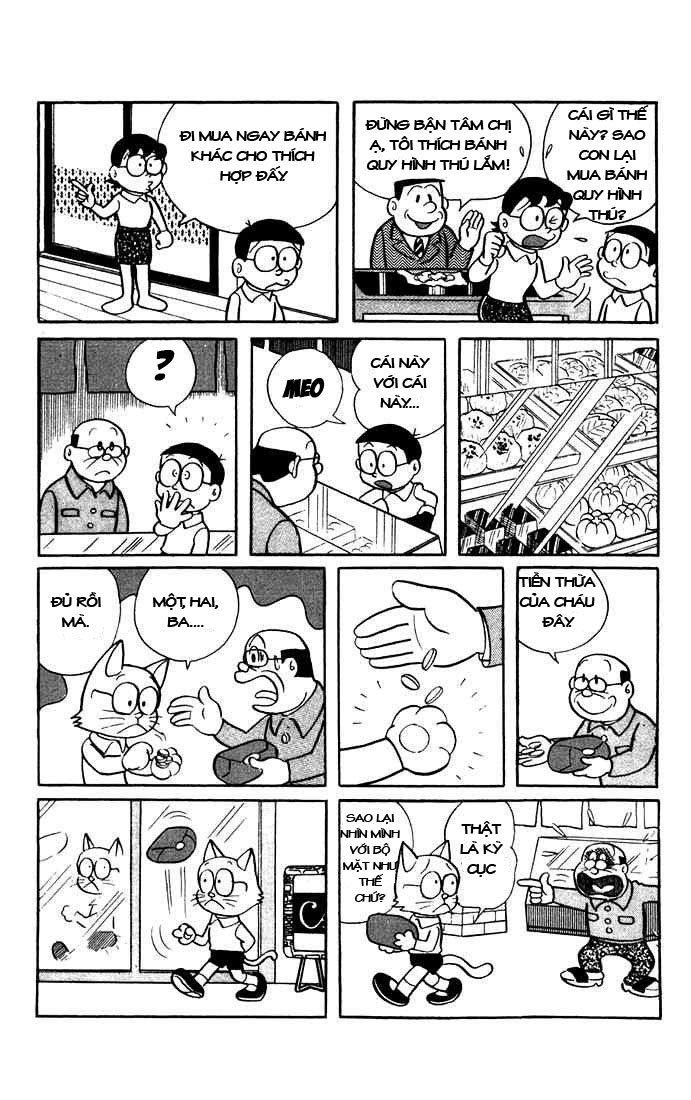 CÁI GÌ THẾ
NÀY? SAO
CON LẠI
MUA BÁNH
QUY HÌNH
THÚ?
ĐỪNG BẬN TÂM CHỊ
Ạ, TÔI THÍCH BÁNH
QUY HÌNH THÚ LẮM!
ĐI MUA NGAY BÁNH
KHÁC CHO THÍCH
HỢP ĐẤY.
CÁI NÀY
VỚI CÁI
NÀY...
MEO
?
TIỀN THỪA
CỦA CHÁU
ĐÂY.
MỘT, HAI,
BA....
ĐỦ RỒI
MÀ.
THẬT
LÀ KỲ
CỤC
SAO LẠI
NHÌN MÌNH
VỚI BỘ
MẶT NHƯ
THẾ
CHỨ?